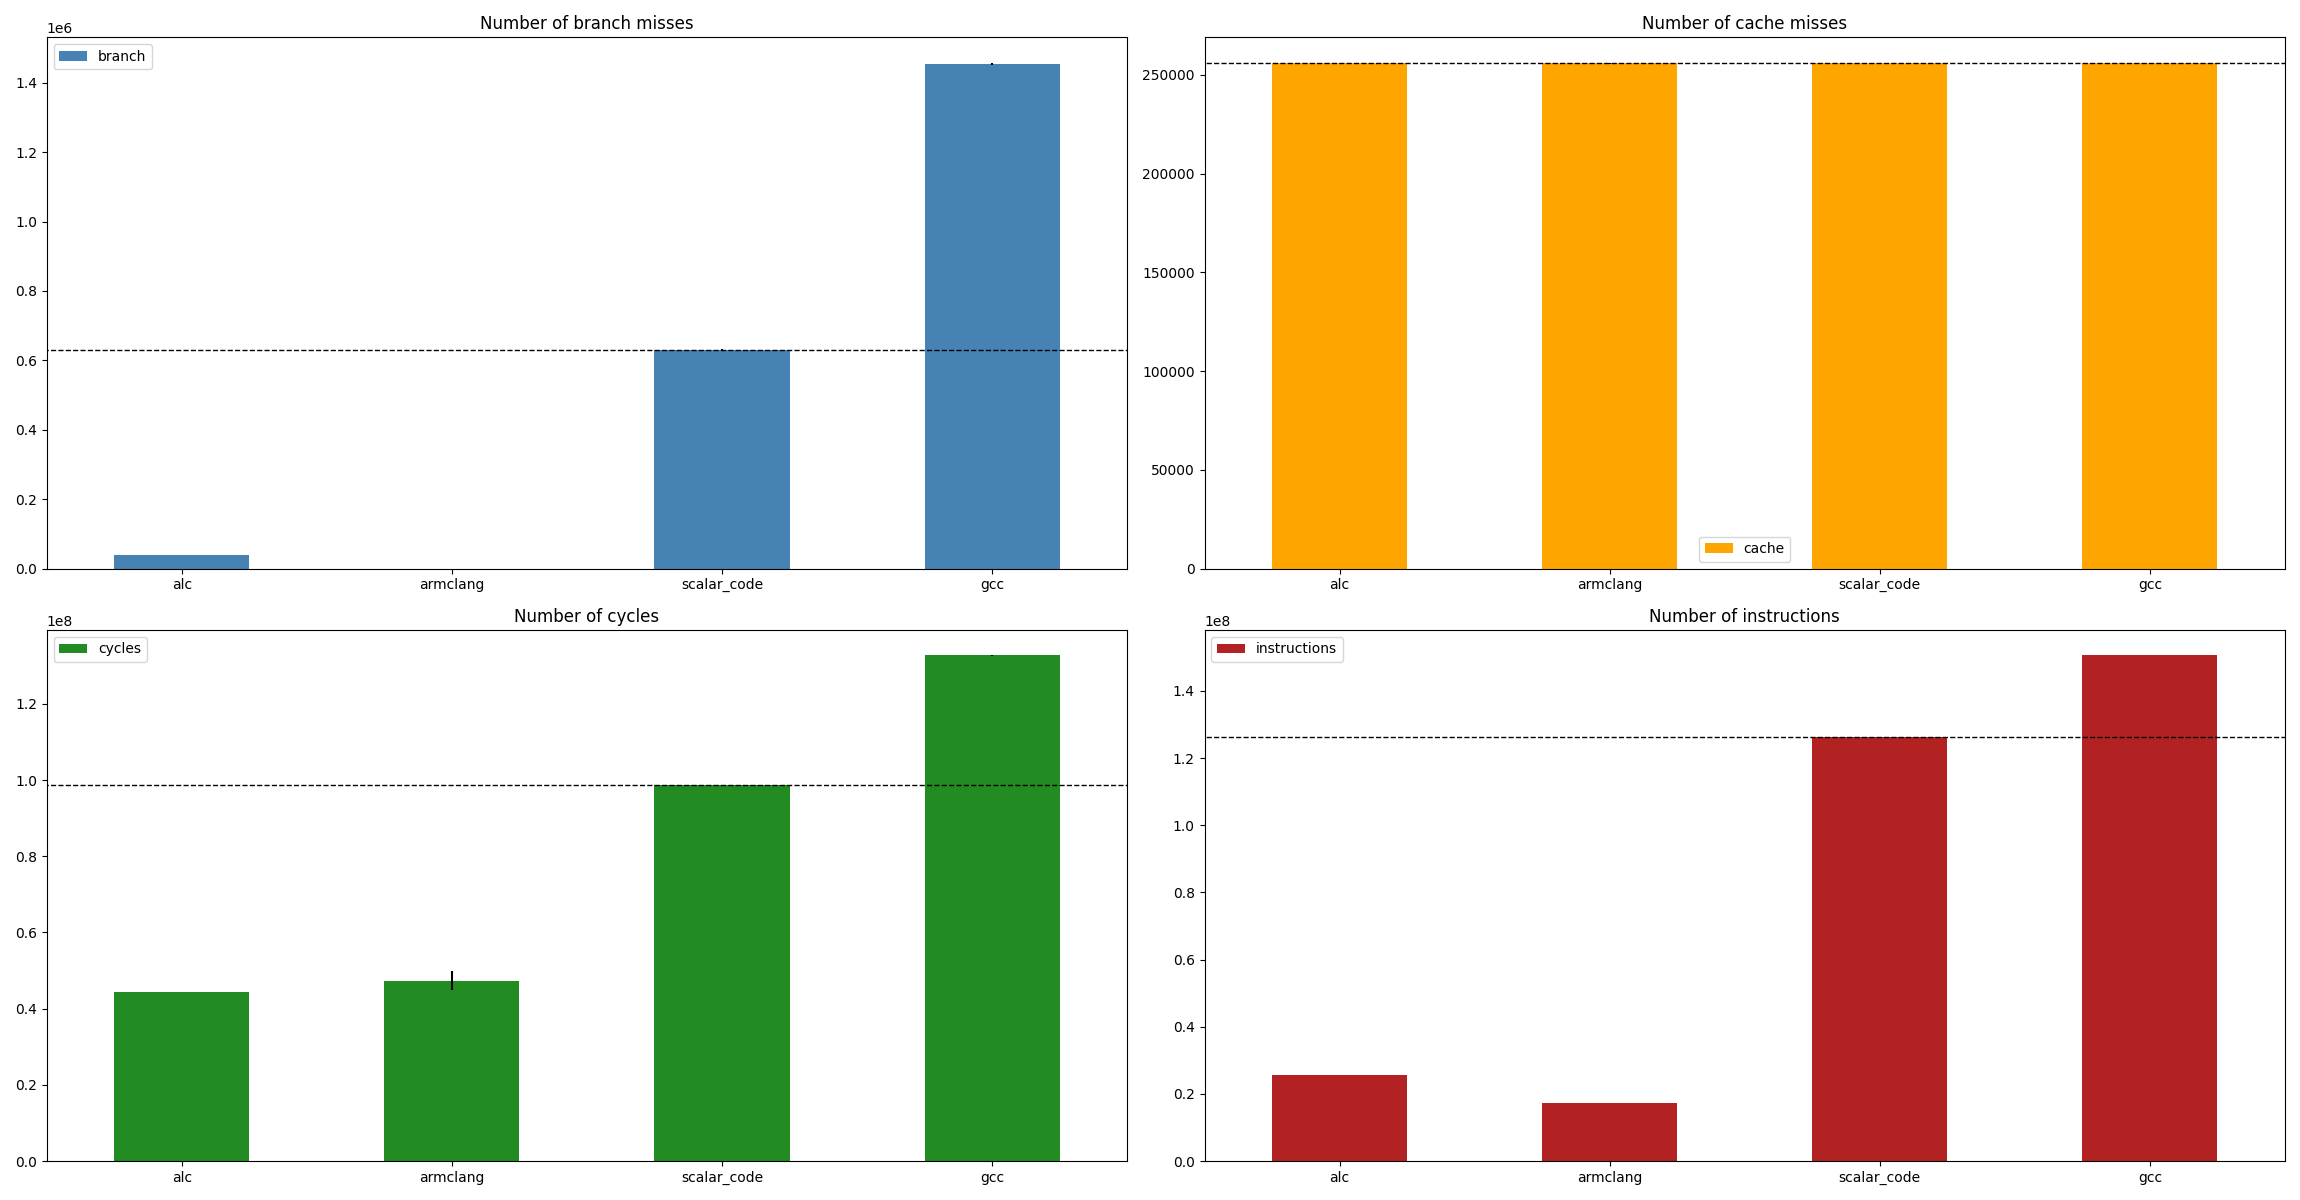 Number of branch misses
1e6
branch
1.4
1.2
1.0
0.8
0.6
0.4
0.2
0.0
alc armclang scalar_code gcc
Number of cache misses
250000
200000
150000
100000
50000
0
cache
alc armclang scalar_code gcc
Number of cycles
1e8
cycles
1.2
1.0
0.8
0.6
0.4
0.2
0.0
alc armclang scalar_code gcc
Number of instructions
1e8
instructions
1.4
1.2
1.0
0.8
0.6
0.4
0.2
0.0
alc armclang scalar_code gcc